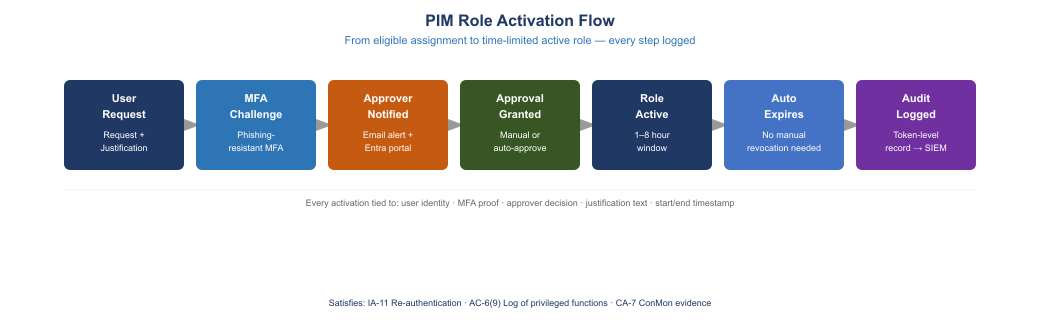 PIM Role Activation Flow
From eligible assignment to time-limited active role — every step logged
User
Request
Request +
Justification
MFA
Challenge
Phishing-
resistant MFA
Approver
Notified
Email alert +
Entra portal
Approval
Granted
Manual or
auto-approve
Role
Active
1–8 hour
window
Auto
Expires
No manual
revocation needed
Audit
Logged
Token-level
record → SIEM
Every activation tied to: user identity · MFA proof · approver decision · justification text · start/end timestamp
Satisfies: IA-11 Re-authentication · AC-6(9) Log of privileged functions · CA-7 ConMon evidence